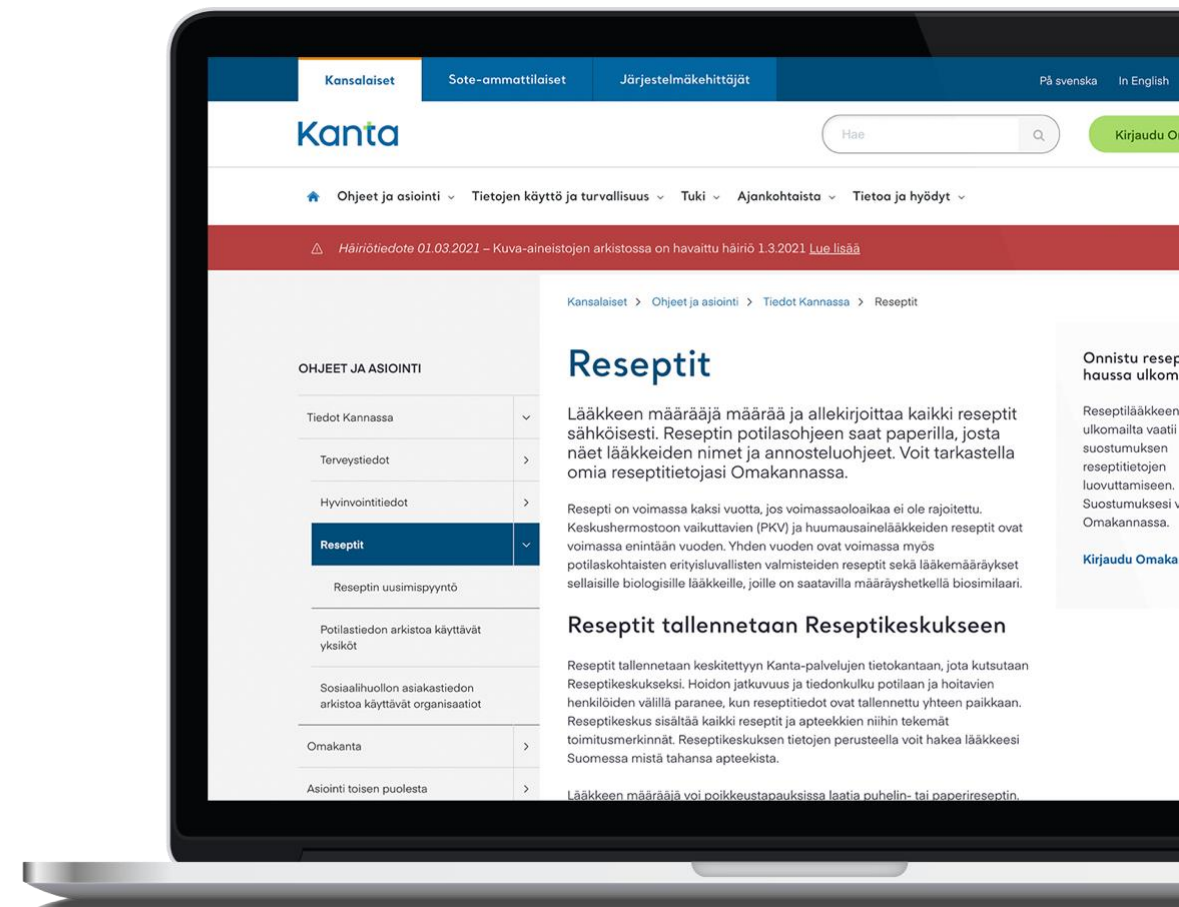 Kansalaiset Sote-ammattilaiset Järjestelmäkehittäjät På svenska In English
Kanta Hae Kirjaudu
Ohjeet ja asiointi Tietojen käyttö ja turvallisuus Tuki Ajankohtaista Tietoa ja hyödyt
Häiriötiedote 01.03.2021 – Kuva-aineistojen arkistossa on havaittu häiriö 1.3.2021 Lue lisää
Kansalaiset > Ohjeet ja asiointi > Tiedot Kannassa > Reseptit
OHJEET JA ASIOINTI
Tiedot Kannassa
Terveystiedot
Hyvinvointitiedot
Reseptit
Reseptin uusimispyyntö
Potilastiedon arkistoa käyttävät
yksiköt
Sosiaalihuollon asiakastiedon
arkistoa käyttävät organisaatiot
Omakanta
Asiointi toisen puolesta
Reseptit
Lääkkeen määrääjä määrää ja allekirjoittaa kaikki reseptit
sähköisesti. Reseptin potilasohjeen saat paperilla, josta
näet lääkkeiden nimet ja annosteluohjeet. Voit tarkastella
omia reseptitietojasi Omakannassa.
Resepti on voimassa kaksi vuotta, jos voimassaoloaikaa ei ole rajoitettu.
Keskushermostoon vaikuttavien (PKV) ja huumausainelääkkeiden reseptit ovat
voimassa enintään vuoden. Yhden vuoden ovat voimassa myös
potilaskohtaisten erityisluvallisten valmisteiden reseptit sekä lääkemääräykset
sellaisille biologisille lääkkeille, joille on saatavilla määräyshetkellä biosimilaari.
Reseptit tallennetaan Reseptikeskukseen
Reseptit tallennetaan keskitettyyn Kanta-palvelujen tietokantaan, jota kutsutaan
Reseptikeskukseksi. Hoidon jatkuvuus ja tiedonkulku potilaan ja hoitavien
henkilöiden välillä paranee, kun reseptitiedot ovat tallennettu yhteen paikkaan.
Reseptikeskus sisältää kaikki reseptit ja apteekkien niihin tekemät
toimitusmerkinnät. Reseptikeskuksen tietojen perusteella voit hakea lääkkeesi
Suomessa mistä tahansa apteekista.
Lääkkeen määrääjä voi poikkeustapauksissa laatia puhelin- tai paperireseptin.
Onnistu
haussa
Reseptilääkkeen
ulkomailta vaatii
suostumuksen
reseptitietojen
luovuttamiseen.
Suostumuksesi
Omakannassa.
Kirjaudu